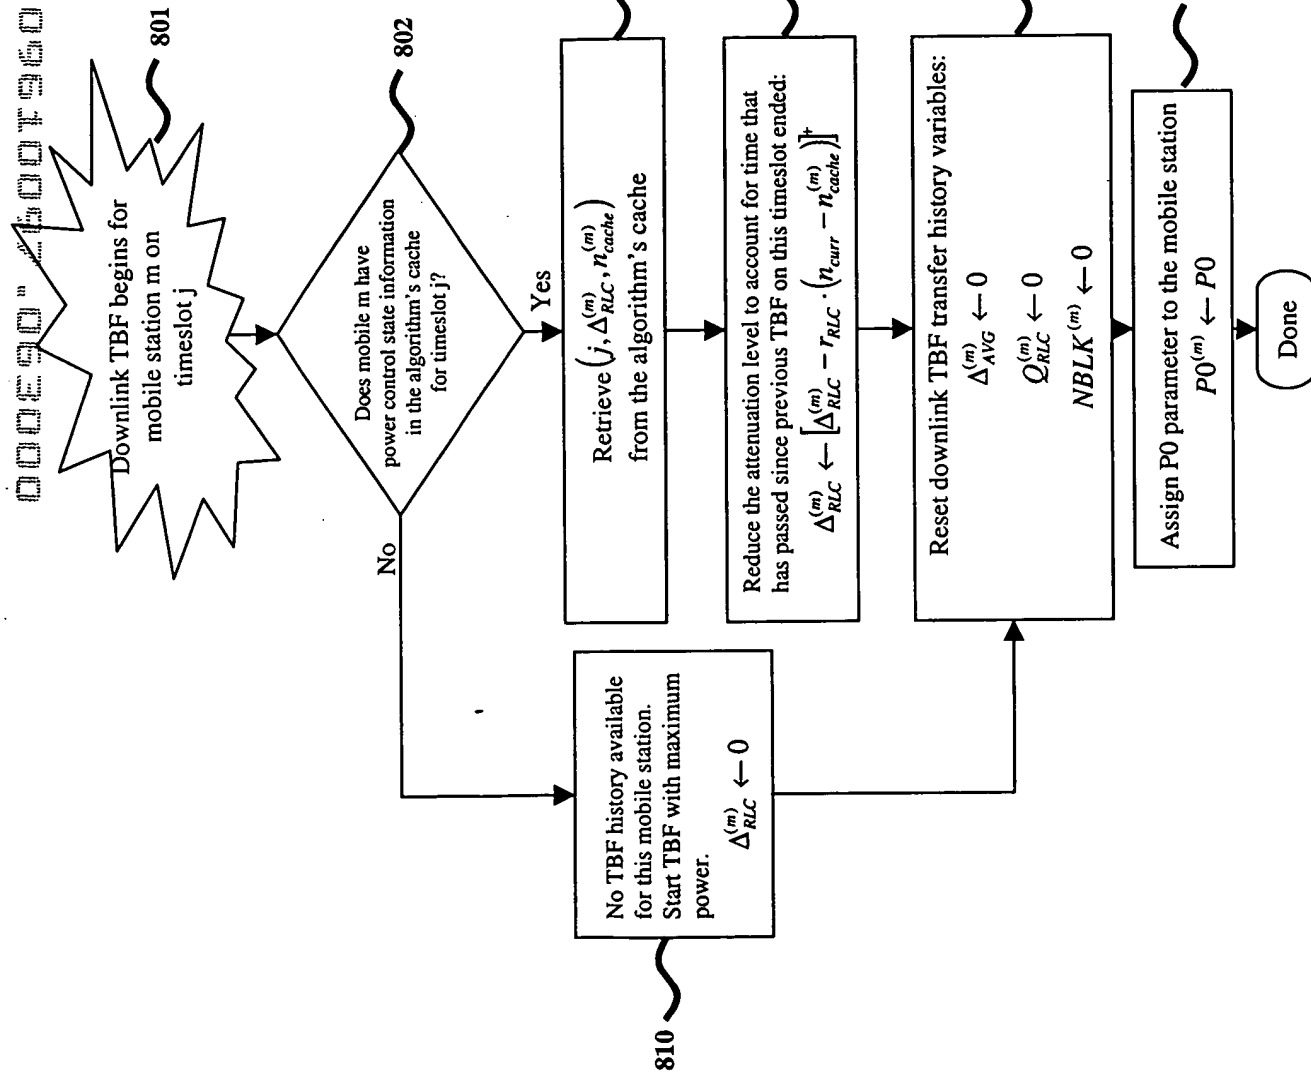 801
Downlink TBF begins for
mobile station m on
timeslot j
802
Does mobile m have
power control state information
in the algorithm's cache
for timeslot j?
Yes
No
Retrieve (j, Δ_RLC^(m), n_cache^(m))
from the algorithm's cache
Reduce the attenuation level to account for time that
has passed since previous TBF on this timeslot ended:
Δ_RLC^(m) ← [Δ_RLC^(m) − r_RLC · (n_curr − n_cache^(m))]^+
810
No TBF history available
for this mobile station.
Start TBF with maximum
power.
Δ_RLC^(m) ← 0
Reset downlink TBF transfer history variables:
Δ_AVG^(m) ← 0
Q_RLC^(m) ← 0
NBLK^(m) ← 0
Assign P0 parameter to the mobile station
P0^(m) ← P0
Done